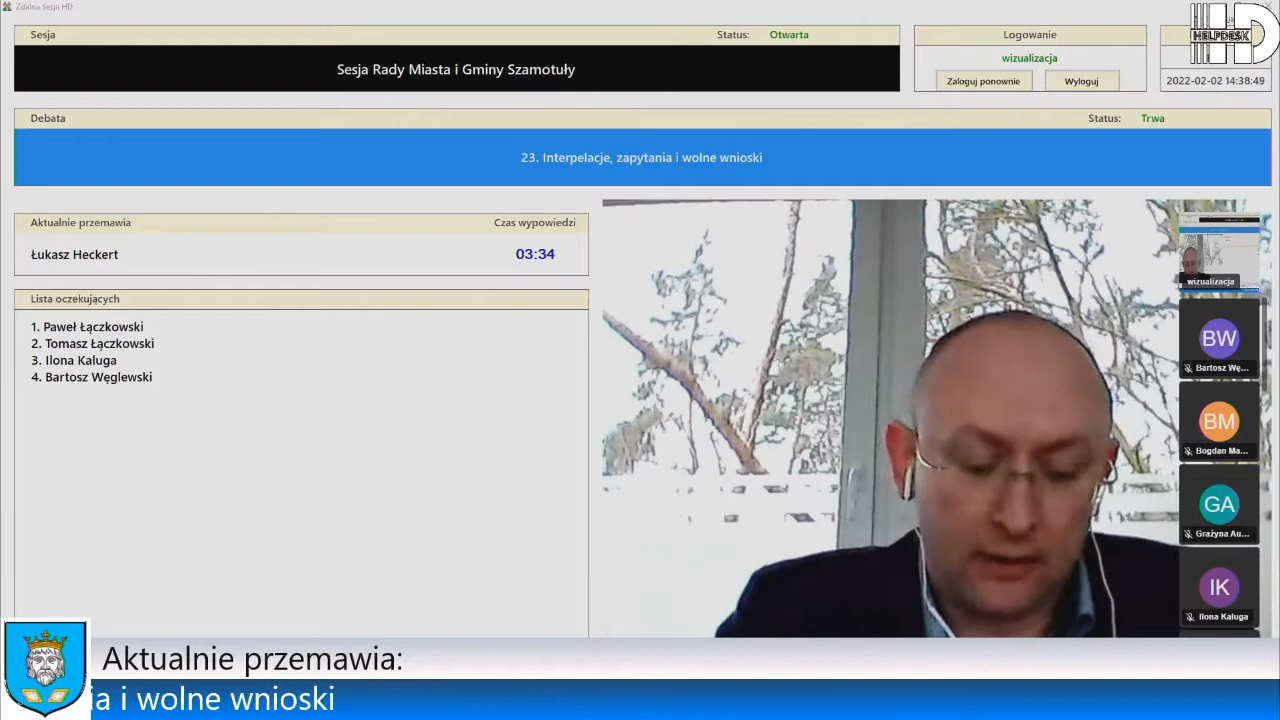 Zdalna Sesja HD
Sesja
Status: Otwarta
Sesja Rady Miasta i Gminy Szamotuły
Logowanie
wizualizacja
Zaloguj ponownie
Wyloguj
HELPDESK
2022-02-02 14:38:49
Debata
Status: Trwa
23. Interpelacje, zapytania i wolne wnioski
Aktualnie przemawia
Czas wypowiedzi
Łukasz Heckert
03:34
Lista oczekujących
1. Paweł Łączkowski
2. Tomasz Łączkowski
3. Ilona Kaluga
4. Bartosz Węglewski
wizualizacja
BW
Bartosz Wę...
BM
Bogdan Ma...
GA
Grażyna Au...
IK
Ilona Kaluga
Aktualnie przemawia:
ia i wolne wnioski